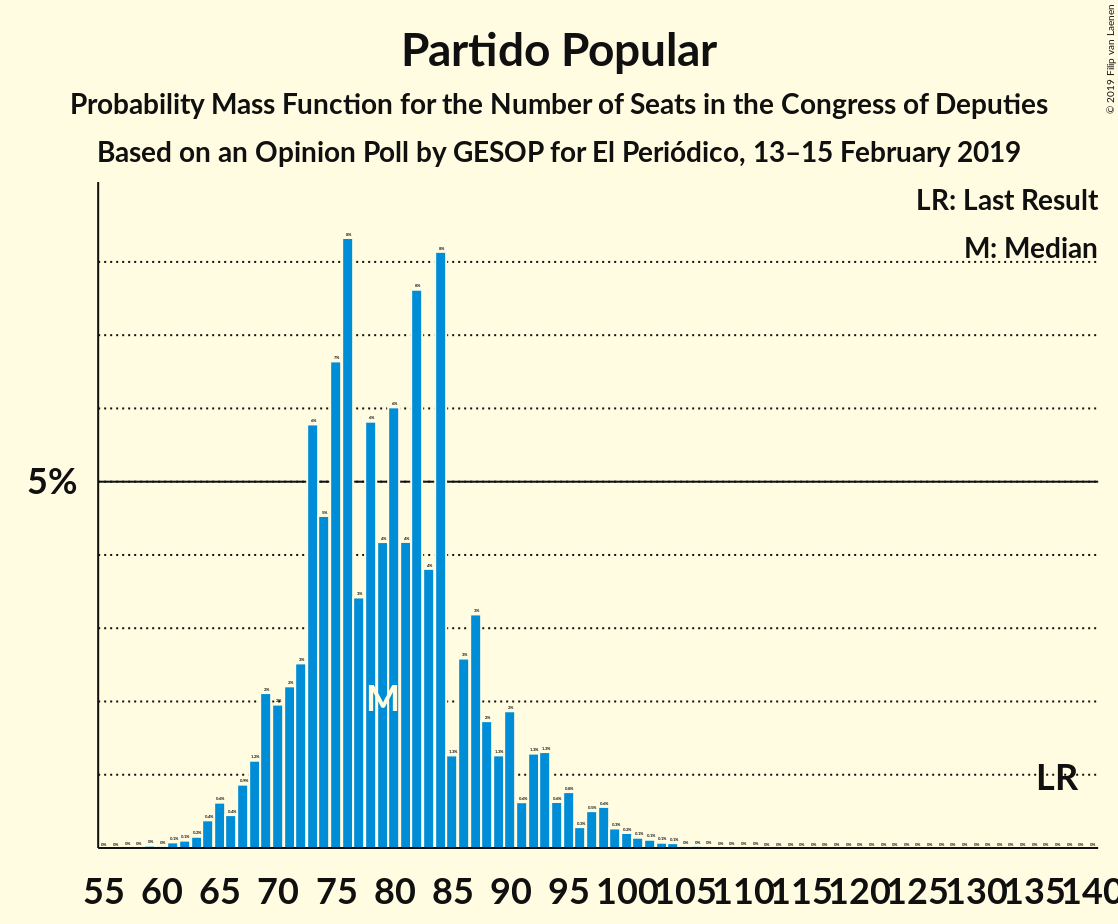 Partido Popular
Probability Mass Function for the Number of Seats in the Congress of Deputies
Based on an Opinion Poll by GESOP for El Periódico, 13–15 February 2019
© 2019 Filip van Laenen
LR: Last Result
M: Median
5%
M
LR
55 60 65 70 75 80 85 90 95 100 105 110 115 120 125 130 135 140